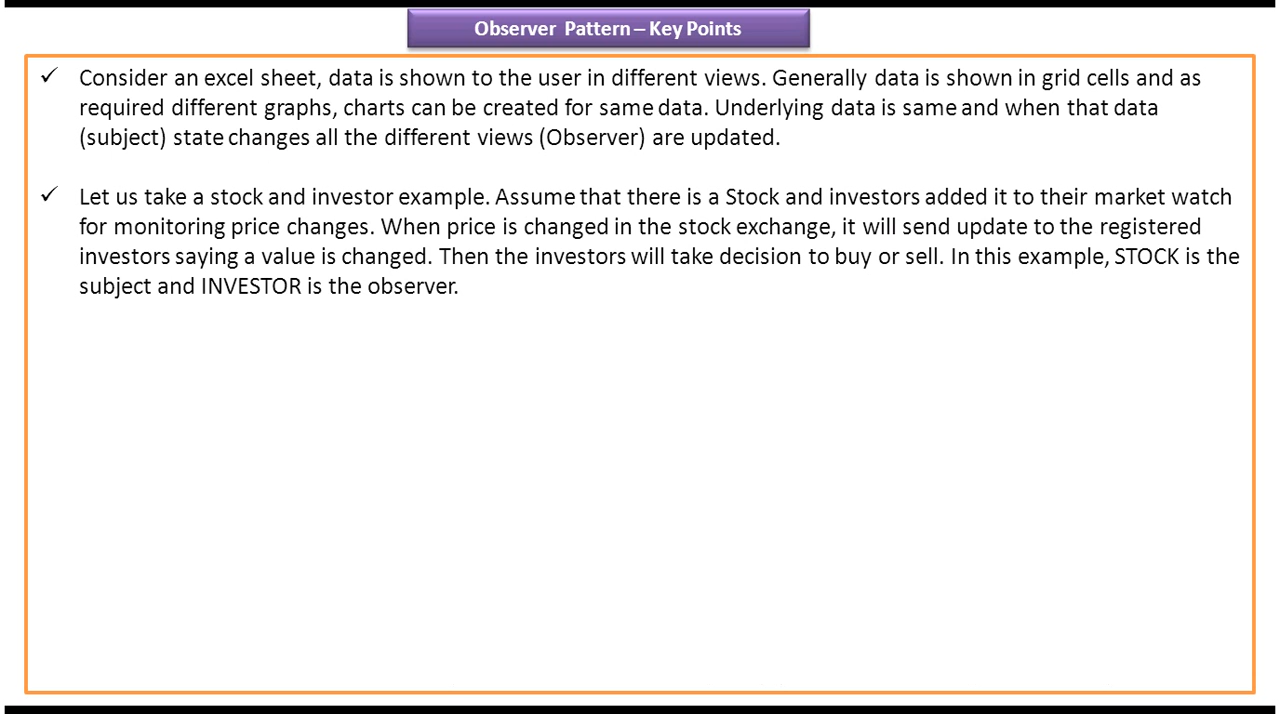 Observer Pattern – Key Points
✓ Consider an excel sheet, data is shown to the user in different views. Generally data is shown in grid cells and as
required different graphs, charts can be created for same data. Underlying data is same and when that data
(subject) state changes all the different views (Observer) are updated.
✓ Let us take a stock and investor example. Assume that there is a Stock and investors added it to their market watch
for monitoring price changes. When price is changed in the stock exchange, it will send update to the registered
investors saying a value is changed. Then the investors will take decision to buy or sell. In this example, STOCK is the
subject and INVESTOR is the observer.